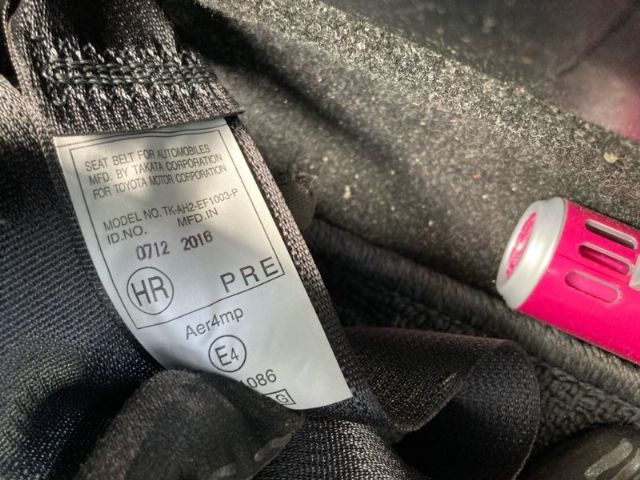 SEAT BELT FOR AUTOMOBILES
MFD. BY TAKATA CORPORATION
FOR TOYOTA MOTOR CORPORATION
MODEL NO. TK-AH2-EF1003-P
ID.NO. MFD.IN
0712 2016
HR PRE
Aer4mp
E4
1086
G